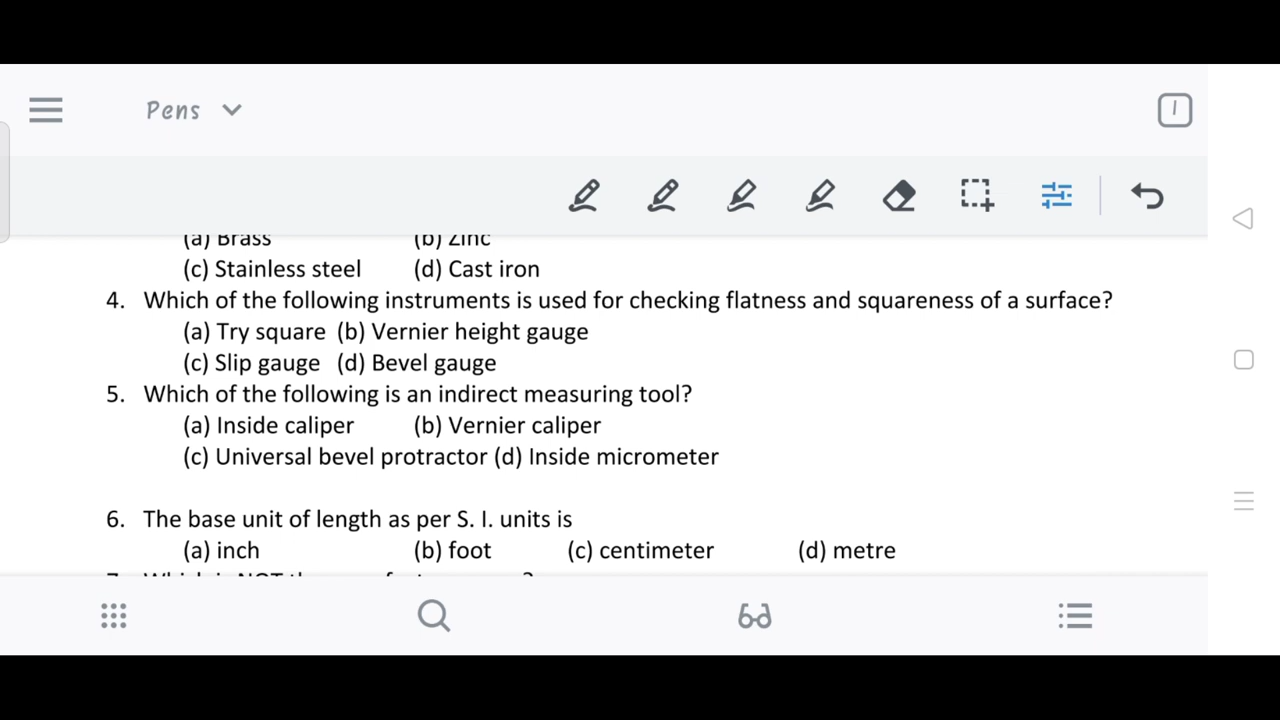 Pens
(a) Brass (b) Zinc
(c) Stainless steel (d) Cast iron
4. Which of the following instruments is used for checking flatness and squareness of a surface?
(a) Try square (b) Vernier height gauge
(c) Slip gauge (d) Bevel gauge
5. Which of the following is an indirect measuring tool?
(a) Inside caliper (b) Vernier caliper
(c) Universal bevel protractor (d) Inside micrometer
6. The base unit of length as per S. I. units is
(a) inch (b) foot (c) centimeter (d) metre